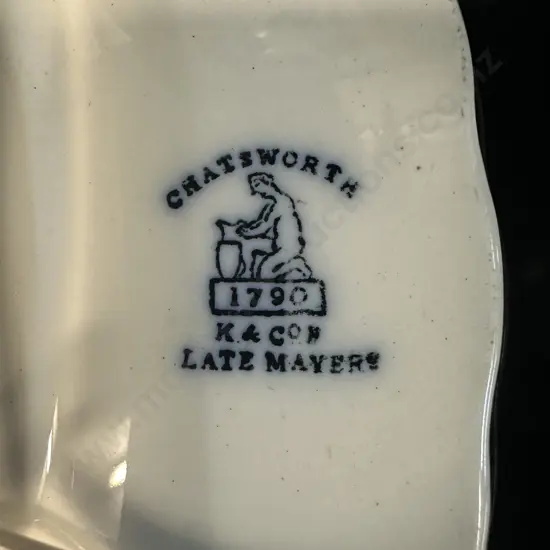 CHATSWORTH
1790
K & CoB
LATE MAYERS